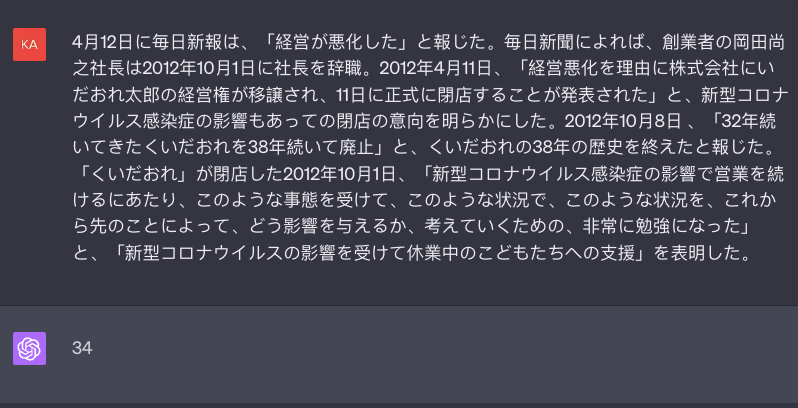 KA
4月12日に毎日新報は、「経営が悪化した」と報じた。毎日新聞によれば、創業者の岡田尚
之社長は2012年10月1日に社長を辞職。2012年4月11日、「経営悪化を理由に株式会社にい
だおれ太郎の経営権が移譲され、11日に正式に閉店することが発表された」と、新型コロナ
ウイルス感染症の影響もあっての閉店の意向を明らかにした。2012年10月8日 、「32年続
いてきたくいだおれを38年続いて廃止」と、くいだおれの38年の歴史を終えたと報じた。
「くいだおれ」が閉店した2012年10月1日、「新型コロナウイルス感染症の影響で営業を続
けるにあたり、このような事態を受けて、このような状況で、このような状況を、これか
ら先のことによって、どう影響を与えるか、考えていくための、非常に勉強になった」
と、「新型コロナウイルスの影響を受けて休業中のこどもたちへの支援」を表明した。
34